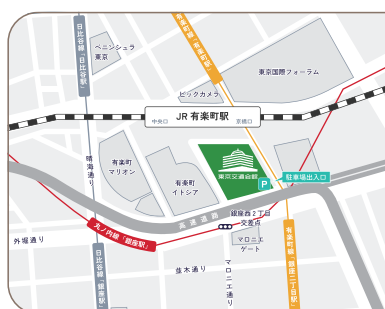 日比谷線「日比谷駅」
ペニンシュラ
東京
有楽町線「有楽町駅」
ビックカメラ
東京国際フォーラム
JR 有楽町駅
中央口
京橋口
晴海通り
有楽町
マリオン
有楽町
イトシア
東京交通会館
P
駐車場出入口
高速道路
丸ノ内線「銀座駅」
銀座西2丁目
交差点
マロニエ
ゲート
外堀通り
並木通り
マロニエ通り
日比谷線「銀座駅」
有楽町線「銀座一丁目駅」